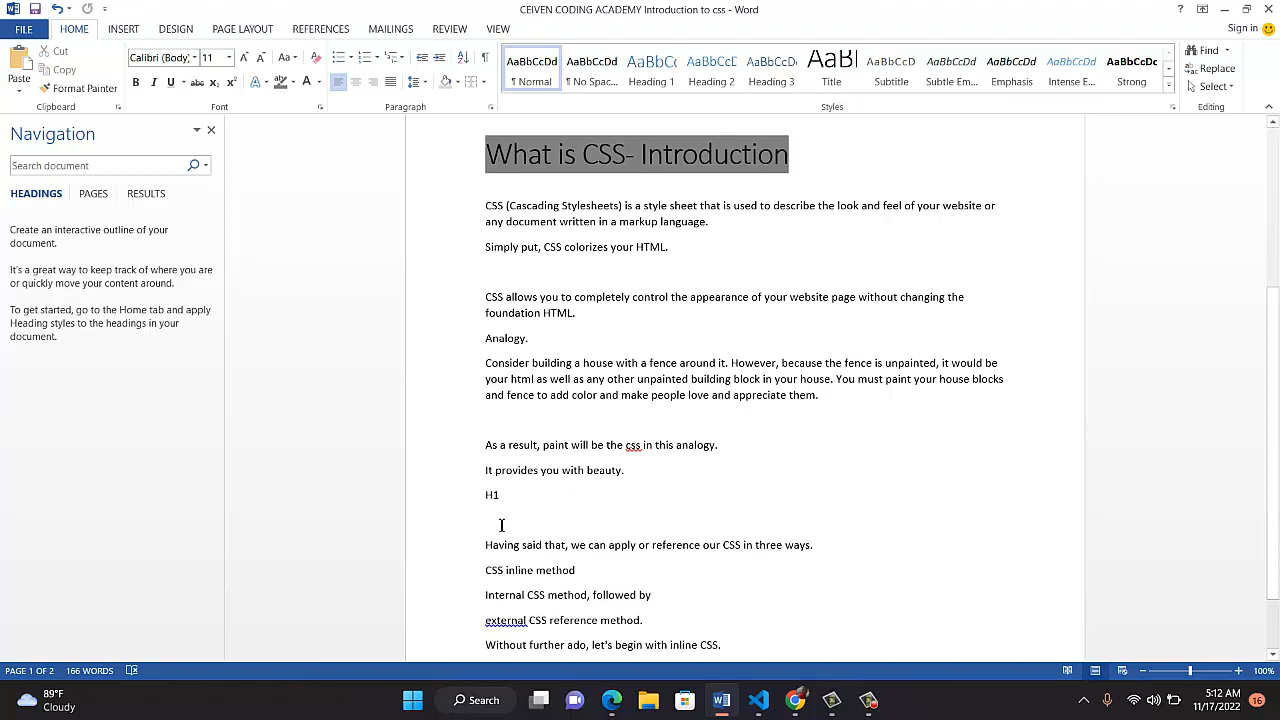 CEIVEN CODING ACADEMY Introduction to css - Word
Sign in
FILE HOME INSERT DESIGN PAGE LAYOUT REFERENCES MAILINGS REVIEW VIEW
Paste
Cut
Copy
Format Painter
Clipboard
Calibri (Body) 11
Font
Paragraph
AaBbCcDd AaBbCcDd AaBbCc AaBbCcD AaBbCcDd AaBl AaBbCcD AaBbCcDd AaBbCcDd AaBbCcDd AaBbCcDc
¶ Normal ¶ No Spac... Heading 1 Heading 2 Heading 3 Title Subtitle Subtle Em... Emphasis Intense E... Strong
Styles
Find
Replace
Select
Editing
Navigation
Search document
HEADINGS PAGES RESULTS
Create an interactive outline of your
document.
It's a great way to keep track of where you are
or quickly move your content around.
To get started, go to the Home tab and apply
Heading styles to the headings in your
document.
What is CSS- Introduction
CSS (Cascading Stylesheets) is a style sheet that is used to describe the look and feel of your website or
any document written in a markup language.
Simply put, CSS colorizes your HTML.
CSS allows you to completely control the appearance of your website page without changing the
foundation HTML.
Analogy.
Consider building a house with a fence around it. However, because the fence is unpainted, it would be
your html as well as any other unpainted building block in your house. You must paint your house blocks
and fence to add color and make people love and appreciate them.
As a result, paint will be the css in this analogy.
It provides you with beauty.
H1
Having said that, we can apply or reference our CSS in three ways.
CSS inline method
Internal CSS method, followed by
external CSS reference method.
Without further ado, let's begin with inline CSS.
PAGE 1 OF 2 166 WORDS
100%
89°F
Cloudy
Search
5:12 AM
11/17/2022
16